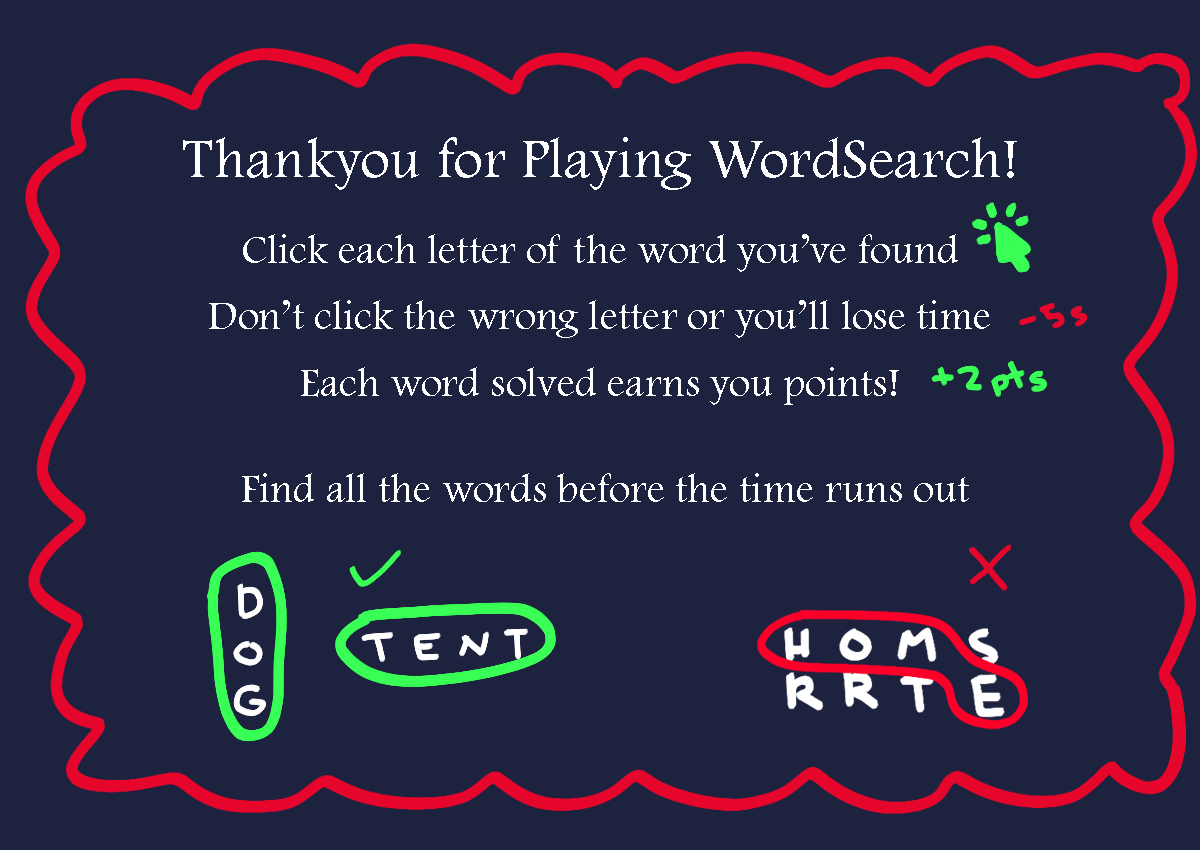 Thankyou for Playing WordSearch!
Click each letter of the word you've found
Don't click the wrong letter or you'll lose time -5s
Each word solved earns you points! +2 pts
Find all the words before the time runs out
D
O
G
TENT
HOMS
RRTE